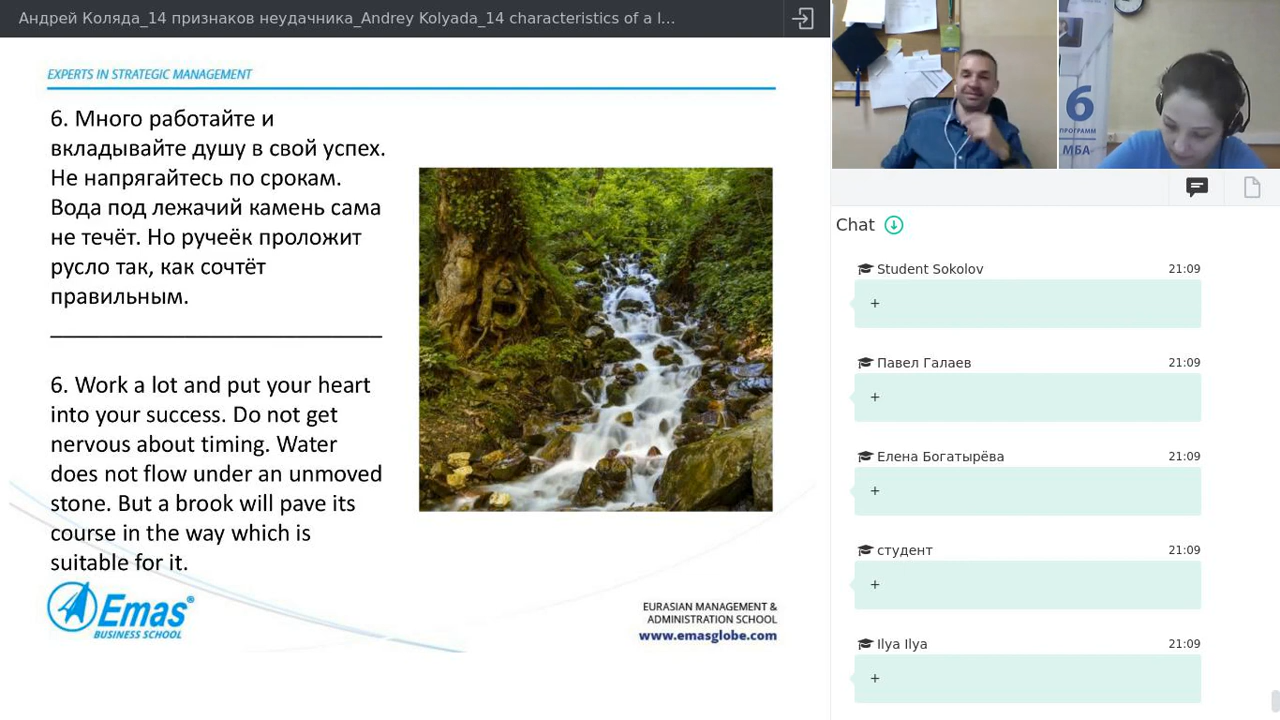 Андрей Коляда_14 признаков неудачника_Andrey Kolyada_14 characteristics of a l...
EXPERTS IN STRATEGIC MANAGEMENT
6. Много работайте и
вкладывайте душу в свой успех.
Не напрягайтесь по срокам.
Вода под лежачий камень сама
не течёт. Но ручеёк проложит
русло так, как сочтёт
правильным.
6. Work a lot and put your heart
into your success. Do not get
nervous about timing. Water
does not flow under an unmoved
stone. But a brook will pave its
course in the way which is
suitable for it.
Emas®
BUSINESS SCHOOL
EURASIAN MANAGEMENT &
ADMINISTRATION SCHOOL
www.emasglobe.com
6
ПРОГРАММ
МБА
Chat
Student Sokolov 21:09
+
Павел Галаев 21:09
+
Елена Богатырёва 21:09
+
студент 21:09
+
Ilya Ilya 21:09
+